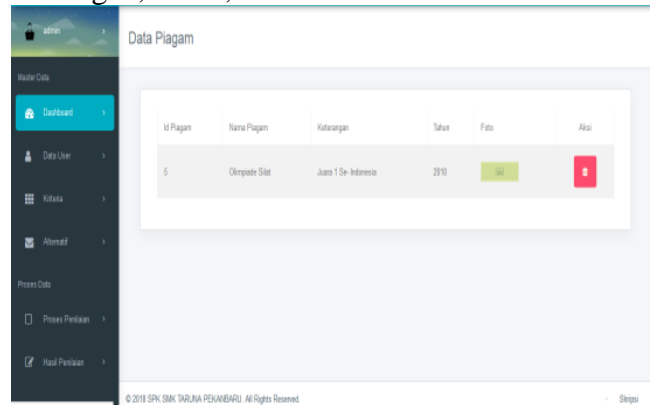 admin
Data Piagam
Master Data
Dashboard
Data User
Kriteria
Alternatif
Proses Data
Proses Penilaian
Hasil Penilaian
Id Piagam Nama Piagam Keterangan Tahun Foto Aksi
5 Olimpade Silat Juara 1 Se- Indonesia 2010
© 2018 SPK SMK TARUNA PEKANBARU. All Rights Reserved.
Skripsi